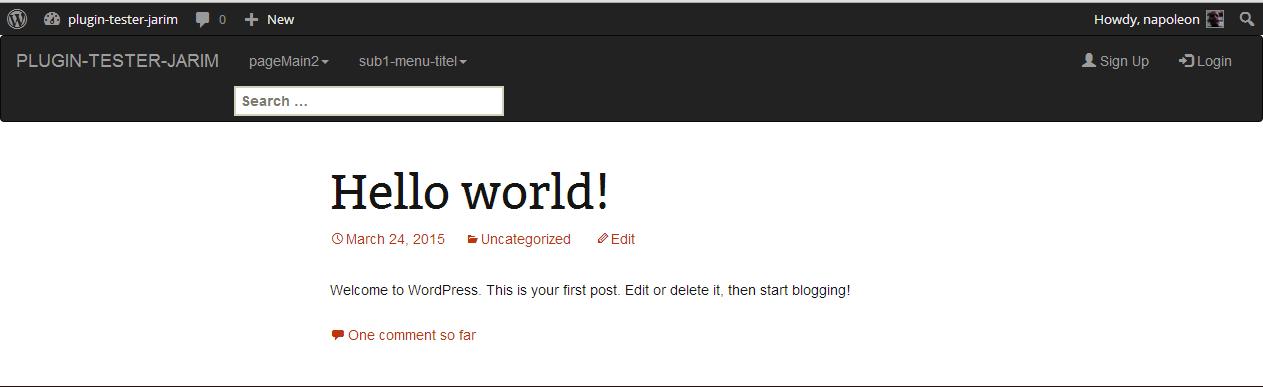 plugin-tester-jarim 0 New Howdy, napoleon
PLUGIN-TESTER-JARIM pageMain2 sub1-menu-titel Sign Up Login
Search ...
Hello world!
March 24, 2015 Uncategorized Edit
Welcome to WordPress. This is your first post. Edit or delete it, then start blogging!
One comment so far